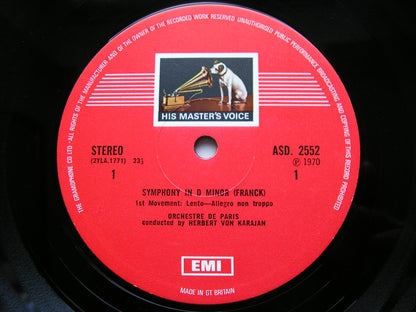 ALL RIGHTS OF THE MANUFACTURER AND OF THE OWNER OF THE RECORDED WORK RESERVED UNAUTHORISED PUBLIC PERFORMANCE BROADCASTING AND COPYING OF THIS RECORD PROHIBITED
THE GRAMOPHONE CO LTD
HIS MASTER'S VOICE
STEREO ASD. 2552
(2YLA.1771) 33⅓ Ⓟ 1970
1 1
SYMPHONY IN D MINOR (FRANCK)
1st Movement: Lento—Allegro non troppo
ORCHESTRE DE PARIS
conducted by HERBERT VON KARAJAN
EMI
MADE IN GT BRITAIN